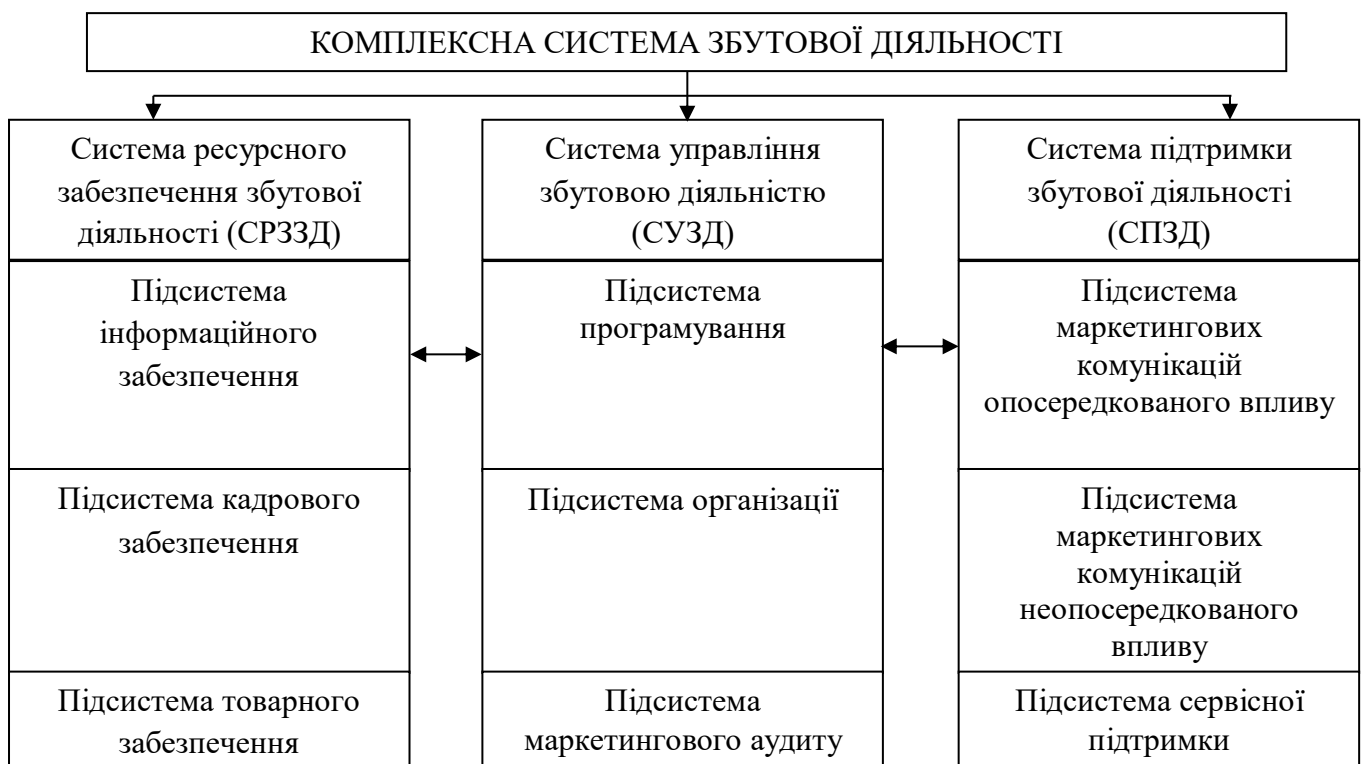 КОМПЛЕКСНА СИСТЕМА ЗБУТОВОЇ ДІЯЛЬНОСТІ
Система ресурсного
забезпечення збутової
діяльності (СРЗЗД)
Система управління
збутовою діяльністю
(СУЗД)
Система підтримки
збутової діяльності
(СПЗД)
Підсистема
інформаційного
забезпечення
Підсистема
програмування
Підсистема
маркетингових
комунікацій
опосередкованого впливу
Підсистема кадрового
забезпечення
Підсистема організації
Підсистема
маркетингових
комунікацій
неопосередкованого
впливу
Підсистема товарного
забезпечення
Підсистема
маркетингового аудиту
Підсистема сервісної
підтримки